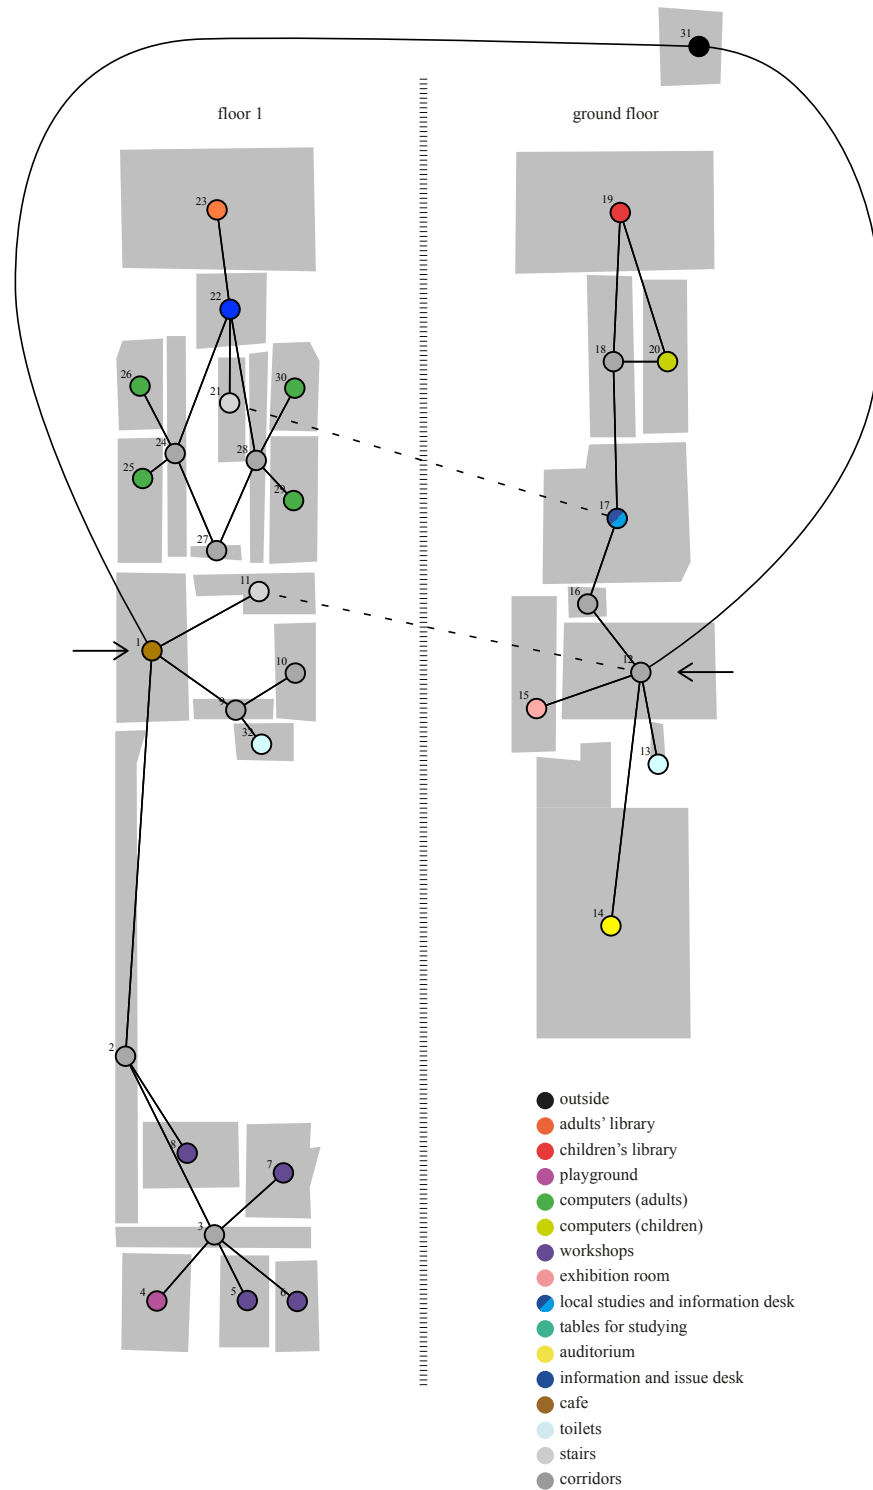 31
floor 1
ground floor
23
19
22
18
20
26
30
21
24
28
25
29
17
27
11
16
1
12
10
15
9
32
13
14
2
8
7
3
4
5
6
outside
adults' library
children's library
playground
computers (adults)
computers (children)
workshops
exhibition room
local studies and information desk
tables for studying
auditorium
information and issue desk
cafe
toilets
stairs
corridors